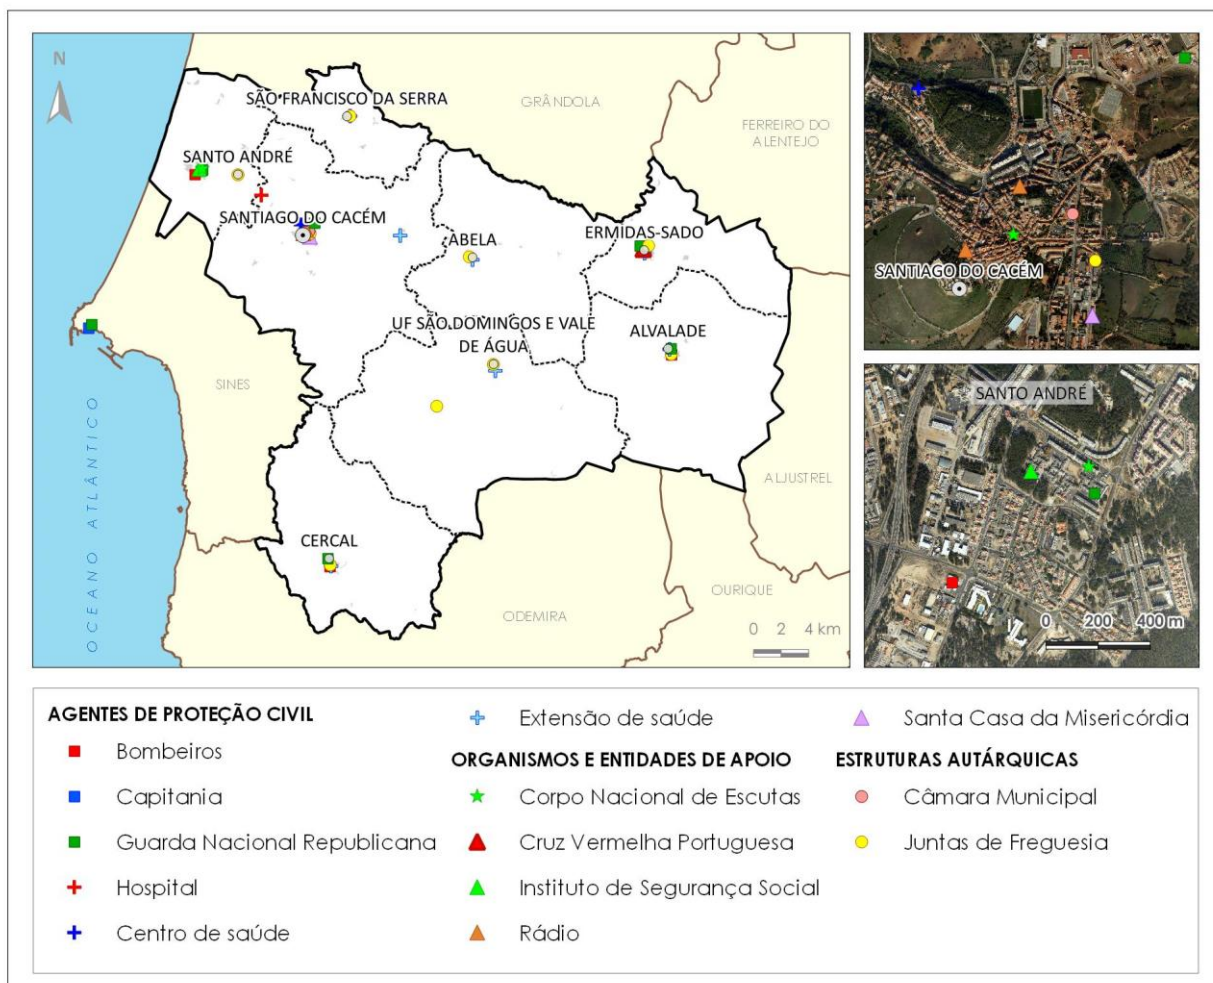 N
SÃO FRANCISCO DA SERRA
GRÂNDOLA
FERREIRO DO
ALENTEJO
SANTO ANDRÉ
SANTIAGO DO CACÉM
ABELA
ERMIDAS-SADO
UF SÃO DOMINGOS E VALE
DE ÁGUA
ALVALADE
SINES
OCEANO ATLÂNTICO
ALJUSTREL
CERCAL
OURIQUE
ODEMIRA
0 2 4 km
SANTIAGO DO CACÉM
SANTO ANDRÉ
0 200 400 m
AGENTES DE PROTEÇÃO CIVIL
Bombeiros
Capitania
Guarda Nacional Republicana
Hospital
Centro de saúde
Extensão de saúde
ORGANISMOS E ENTIDADES DE APOIO
Corpo Nacional de Escutas
Cruz Vermelha Portuguesa
Instituto de Segurança Social
Rádio
Santa Casa da Misericórdia
ESTRUTURAS AUTÁRQUICAS
Câmara Municipal
Juntas de Freguesia